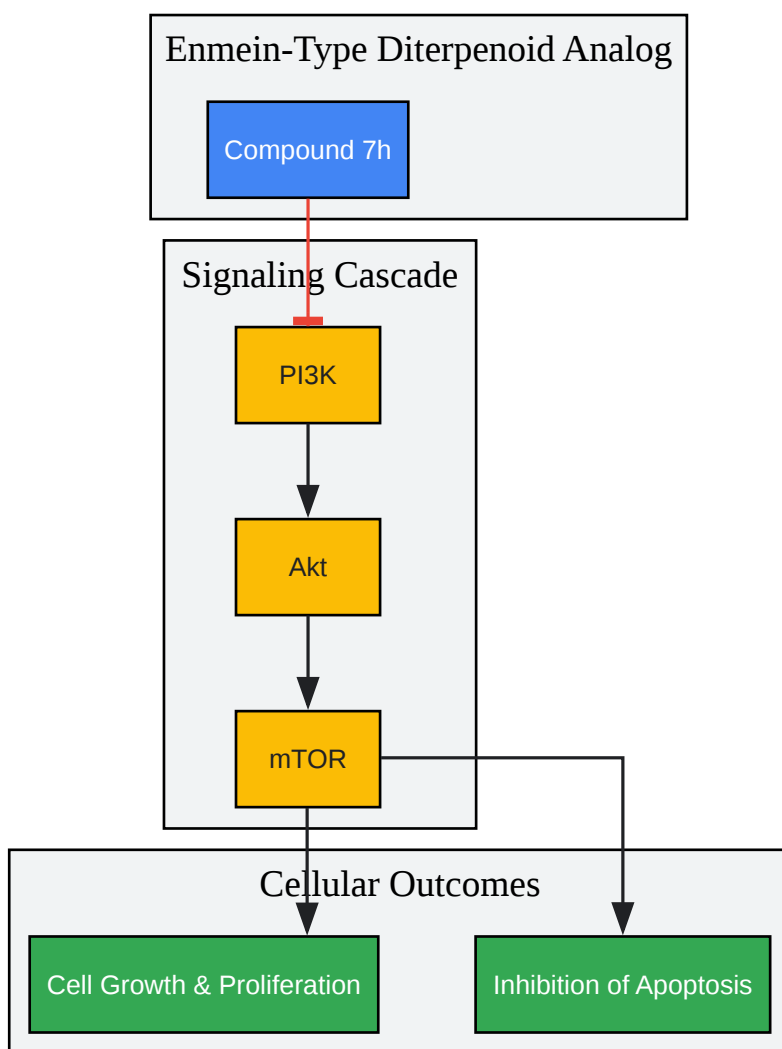 Enmein-Type Diterpenoid Analog
Compound 7h
Signaling Cascade
PI3K
Akt
mTOR
Cellular Outcomes
Cell Growth & Proliferation
Inhibition of Apoptosis